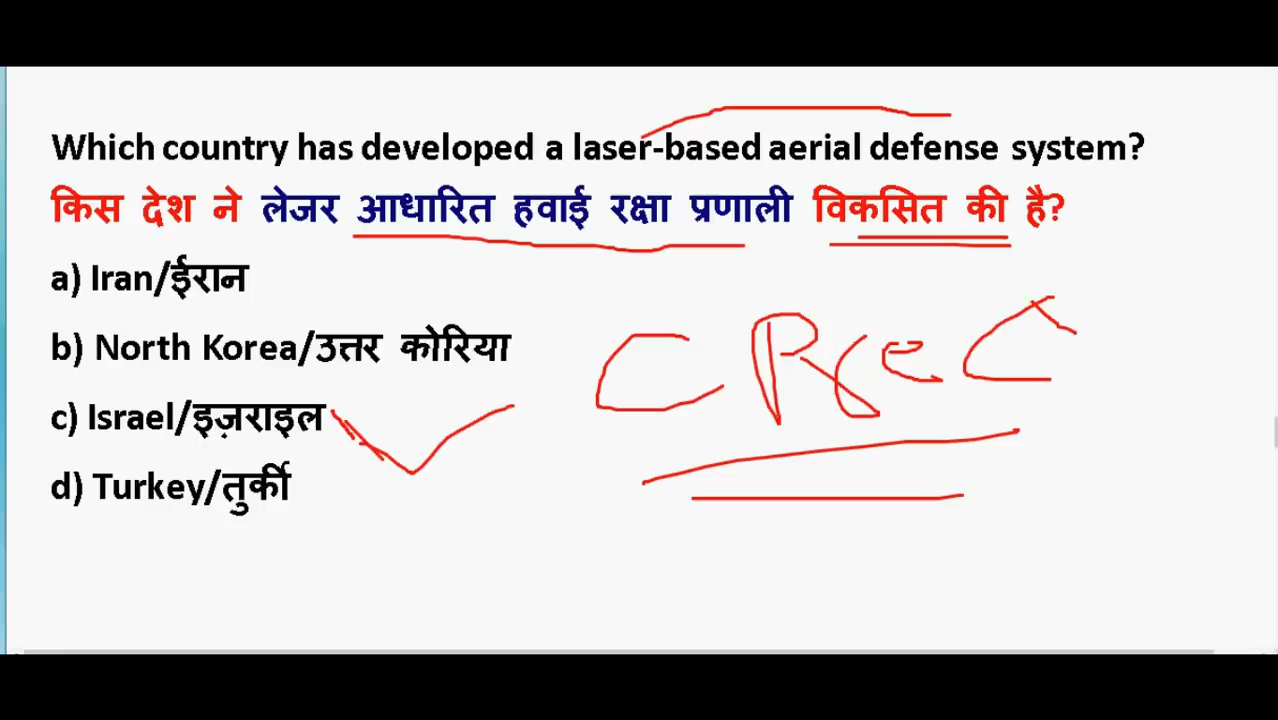 Which country has developed a laser-based aerial defense system?
किस देश ने लेजर आधारित हवाई रक्षा प्रणाली विकसित की है?
a) Iran/ईरान
b) North Korea/उत्तर कोरिया
c) Israel/इज़राइल
d) Turkey/तुर्की